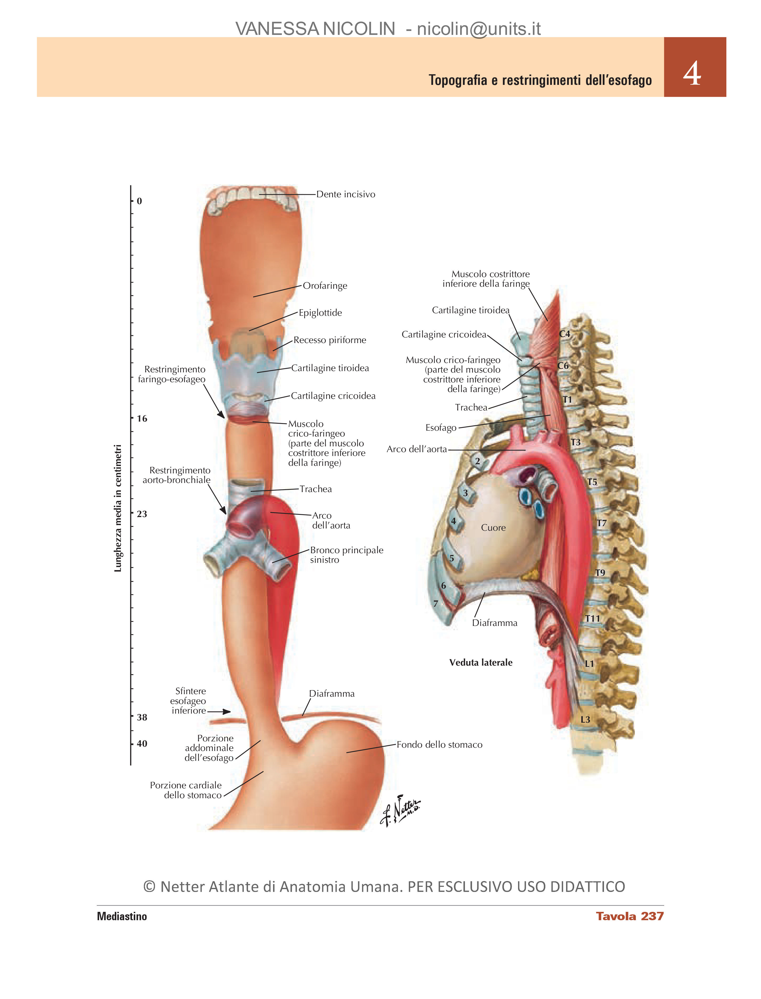 VANESSA NICOLIN - nicolin@units.it
Topografia e restringimenti dell'esofago
4
0
16
23
38
40
Lunghezza media in centimetri
Dente incisivo
Orofaringe
Epiglottide
Recesso piriforme
Cartilagine tiroidea
Restringimento
faringo-esofageo
Cartilagine cricoidea
Muscolo
crico-faringeo
(parte del muscolo
costrittore inferiore
della faringe)
Restringimento
aorto-bronchiale
Trachea
Arco
dell'aorta
Bronco principale
sinistro
Sfintere
esofageo
inferiore
Diaframma
Porzione
addominale
dell'esofago
Fondo dello stomaco
Porzione cardiale
dello stomaco
F. Netter
M.D.
Muscolo costrittore
inferiore della faringe
Cartilagine tiroidea
Cartilagine cricoidea
Muscolo crico-faringeo
(parte del muscolo
costrittore inferiore
della faringe)
Trachea
Esofago
Arco dell'aorta
C4
C6
T1
T3
T5
T7
T9
T11
L1
L3
2
3
4
5
6
7
Cuore
Diaframma
Veduta laterale
© Netter Atlante di Anatomia Umana. PER ESCLUSIVO USO DIDATTICO
Mediastino
Tavola 237